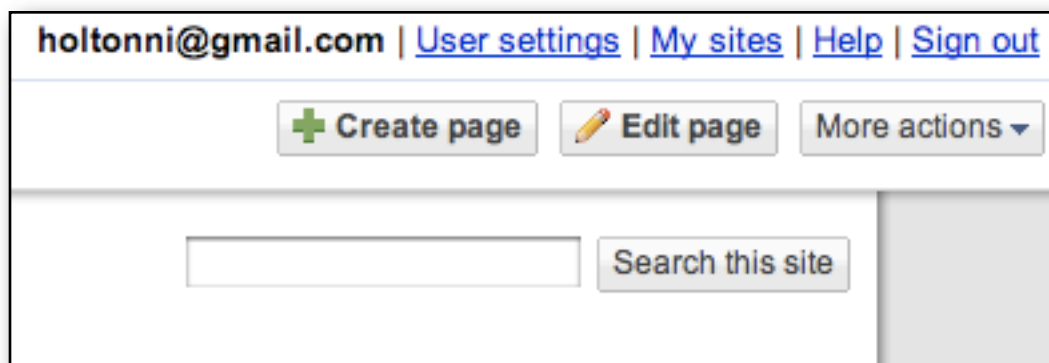 holtonni@gmail.com | User settings | My sites | Help | Sign out
Create page Edit page More actions
Search this site